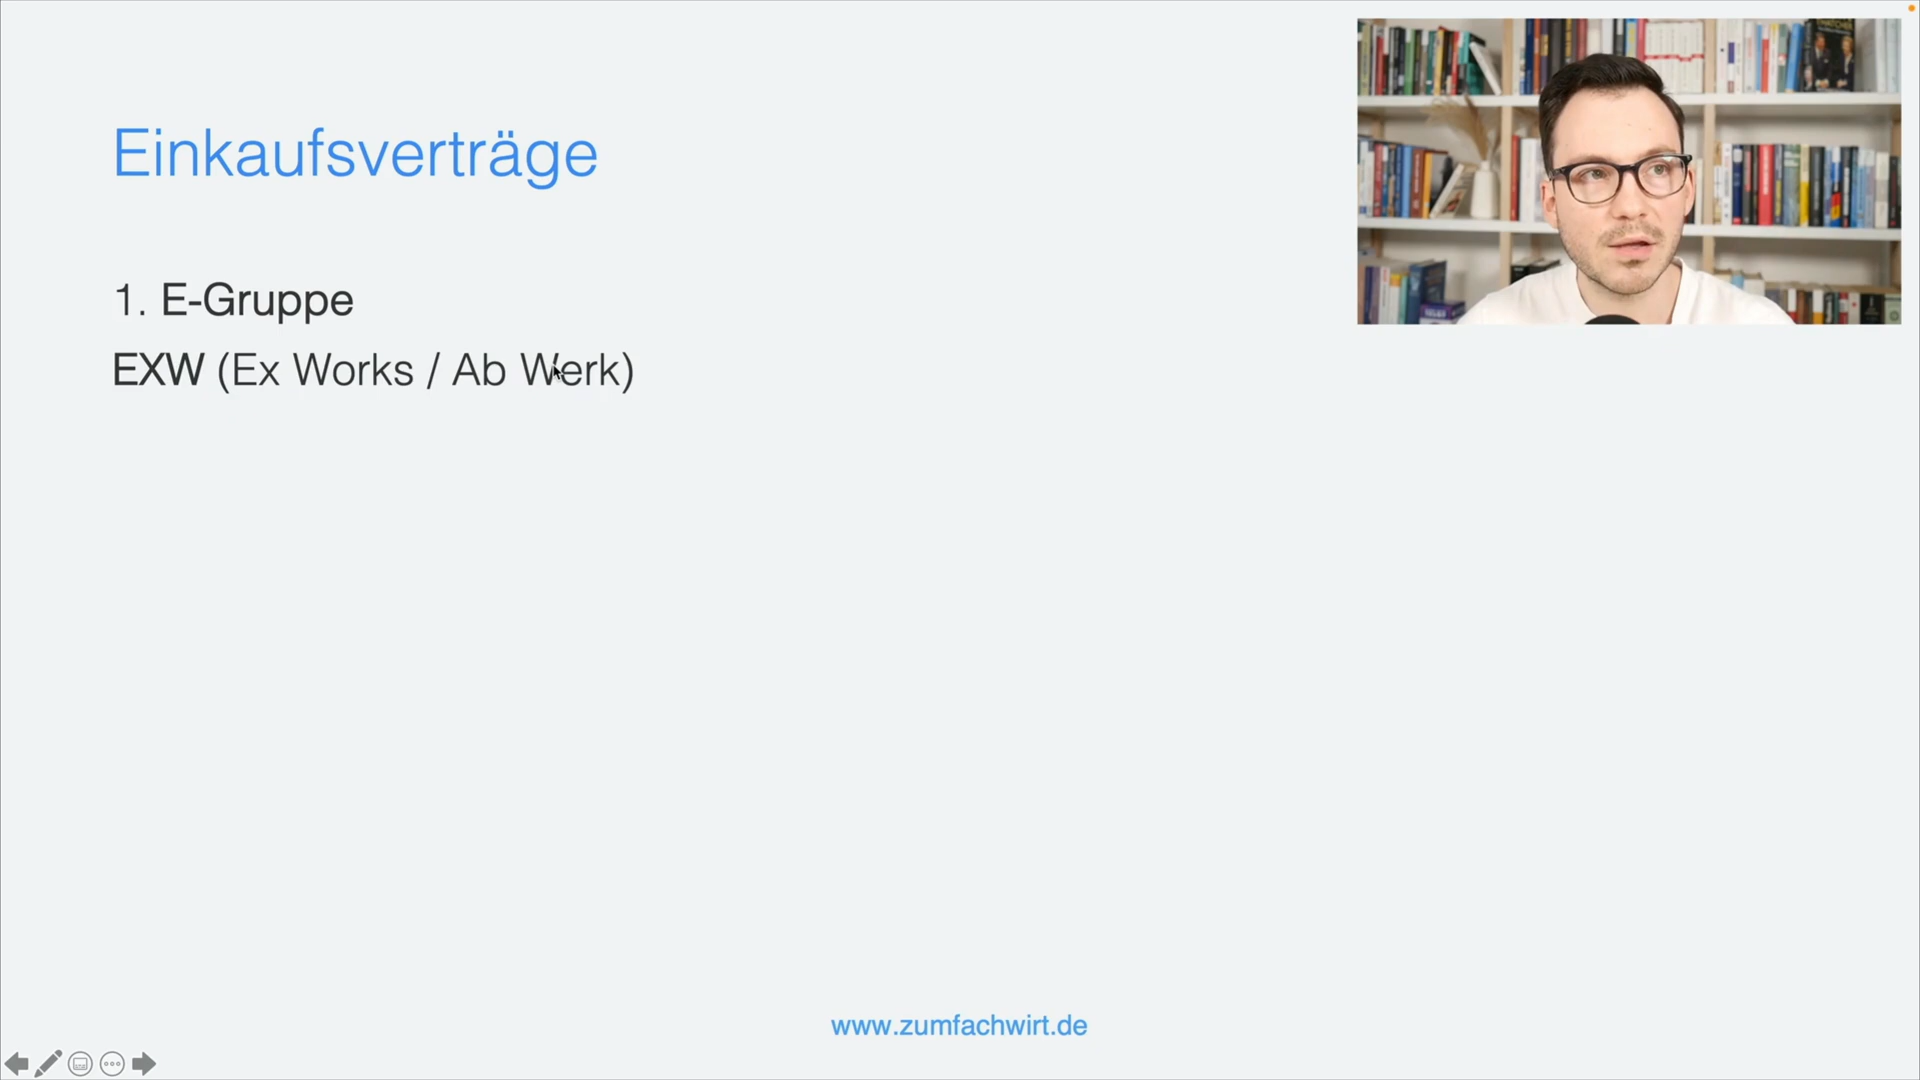 Einkaufsverträge
1. E-Gruppe
EXW (Ex Works / Ab Werk)
www.zumfachwirt.de